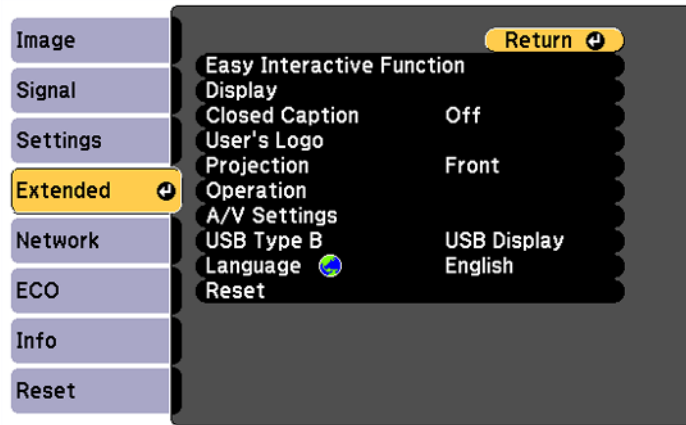 Image
Signal
Settings
Extended
Network
ECO
Info
Reset
Return
Easy Interactive Function
Display
Closed Caption Off
User's Logo
Projection Front
Operation
A/V Settings
USB Type B USB Display
Language English
Reset